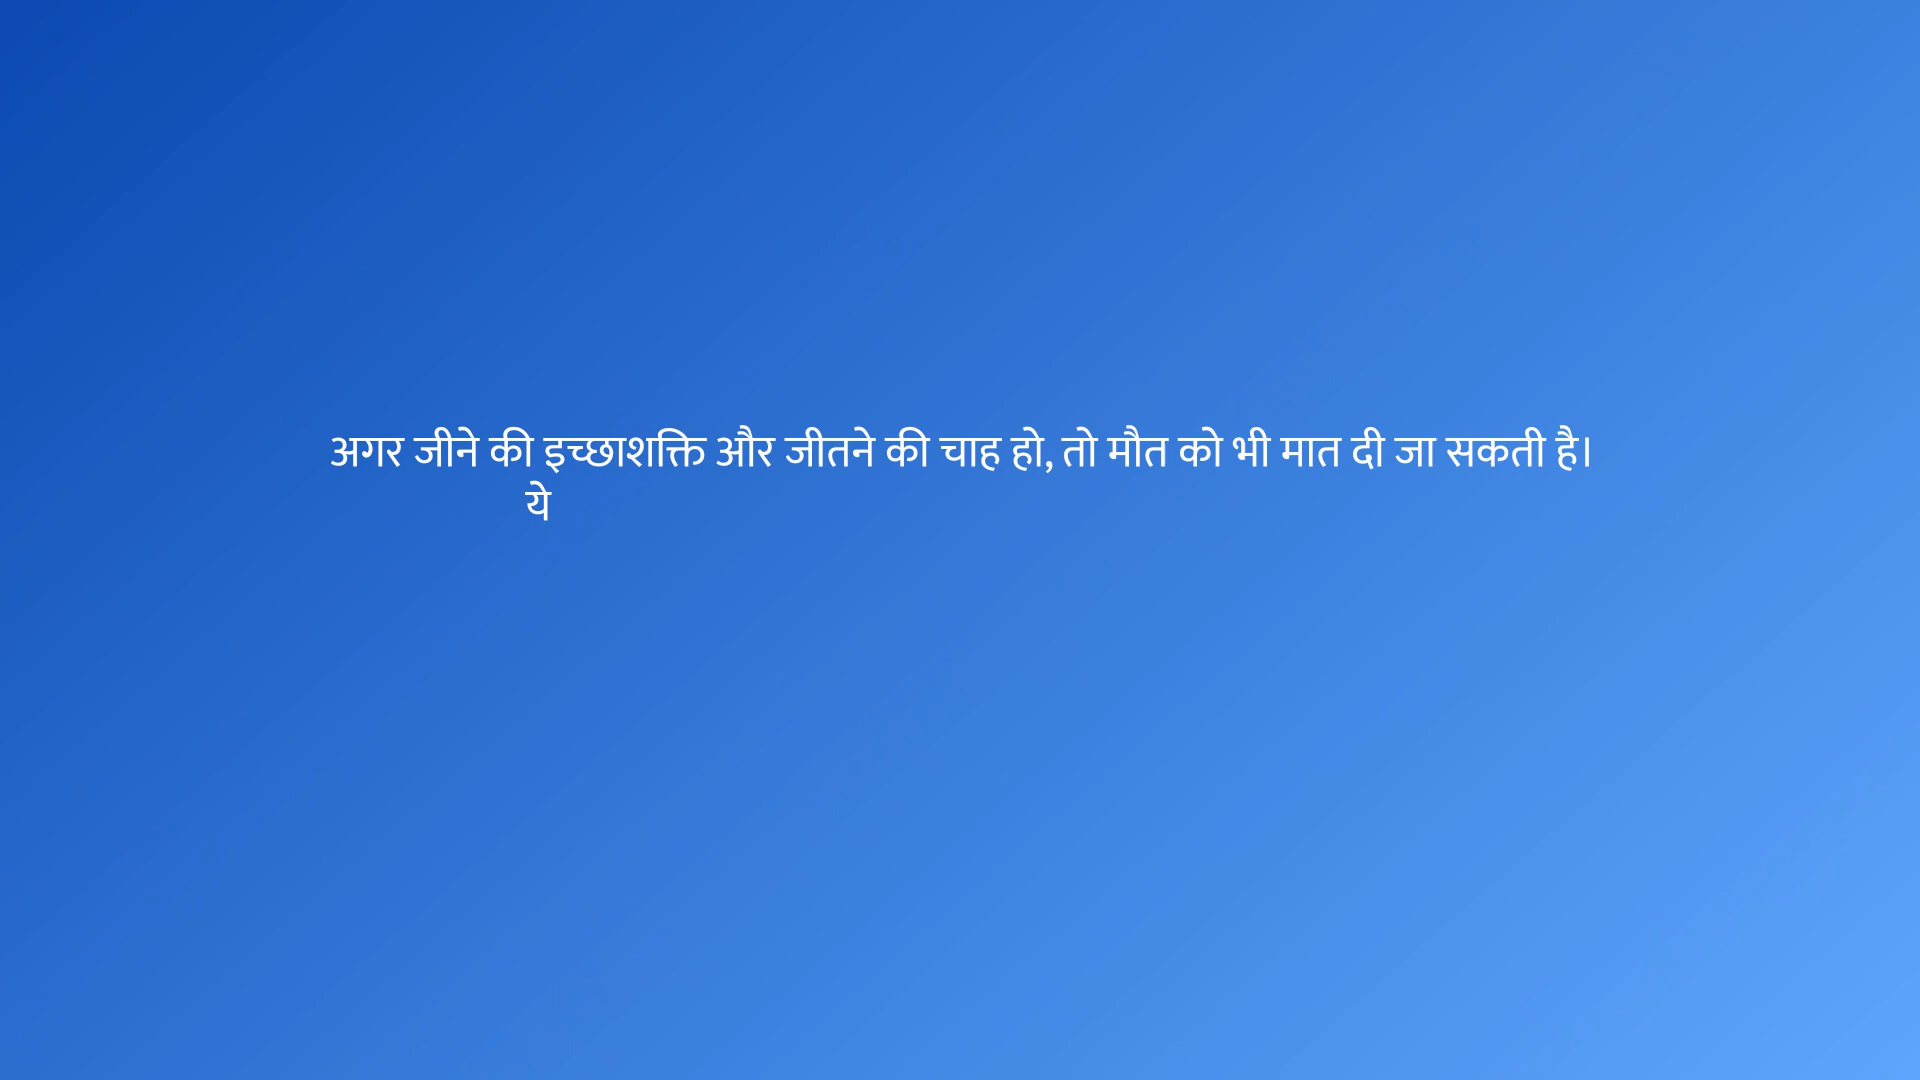 अगर जीने की इच्छाशक्ति और जीतने की चाह हो, तो मौत को भी मात दी जा सकती है।
ये